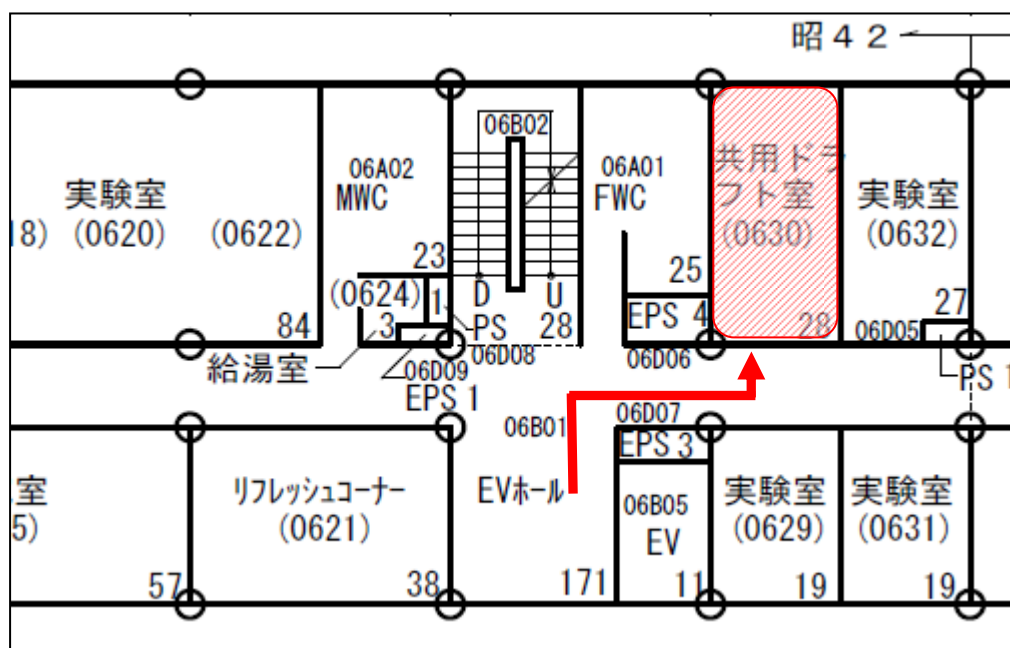 昭４２
06B02
06A02
MWC
06A01
FWC
共用ドラ
フト室
(0630)
実験室
(0620)
18)
(0622)
実験室
(0632)
23
25
27
(0624)
1
D
U
PS
EPS 4
3
84
28
28
06D05
給湯室
06D09
06D08
06D06
PS 1
EPS 1
06B01
06D07
EPS 3
室
5)
リフレッシュコーナー
(0621)
EVホール
06B05
EV
実験室
(0629)
実験室
(0631)
57
38
171
11
19
19